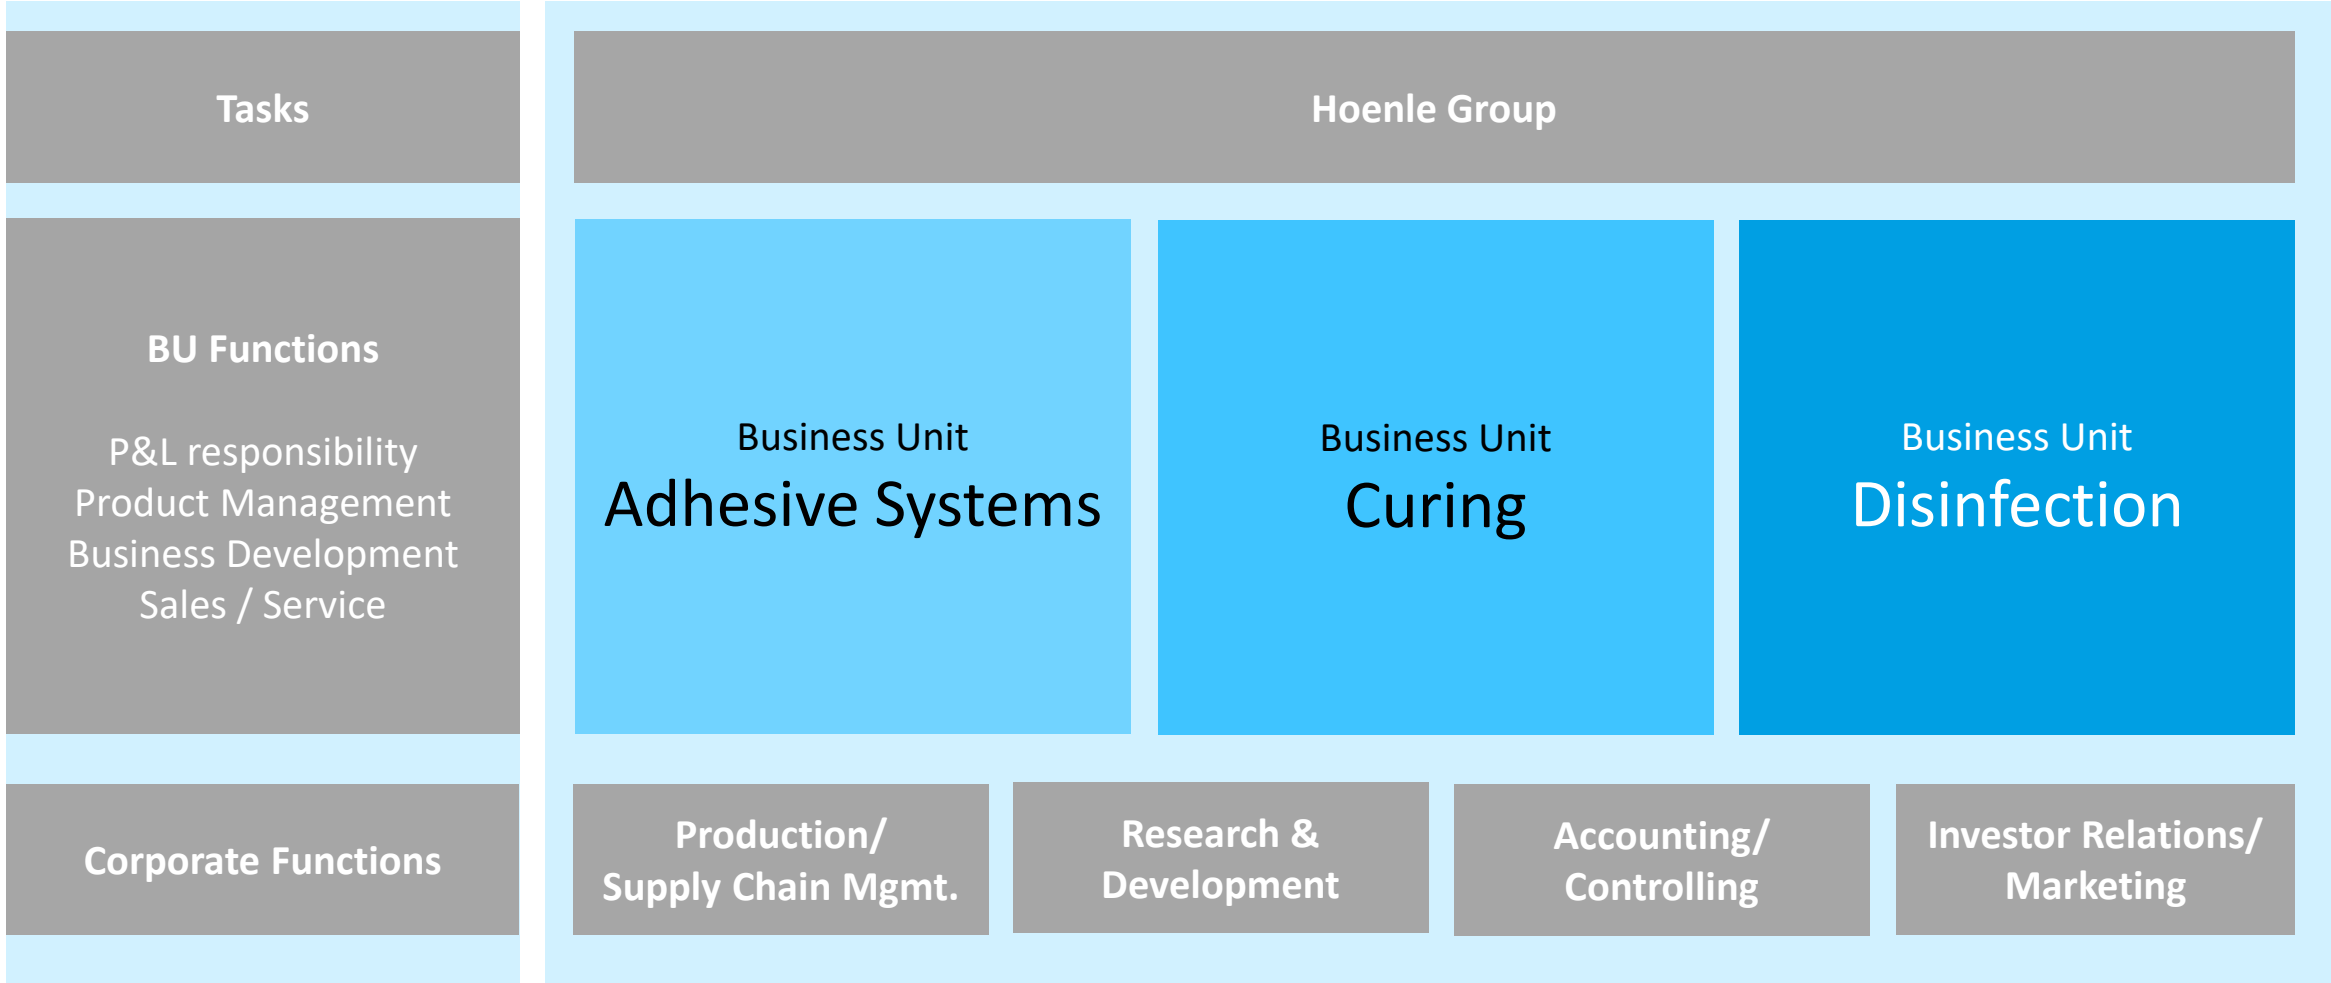 Tasks
Hoenle Group
BU Functions
P&L responsibility
Product Management
Business Development
Sales / Service
Business Unit
Adhesive Systems
Business Unit
Curing
Business Unit
Disinfection
Corporate Functions
Production/
Supply Chain Mgmt.
Research &
Development
Accounting/
Controlling
Investor Relations/
Marketing